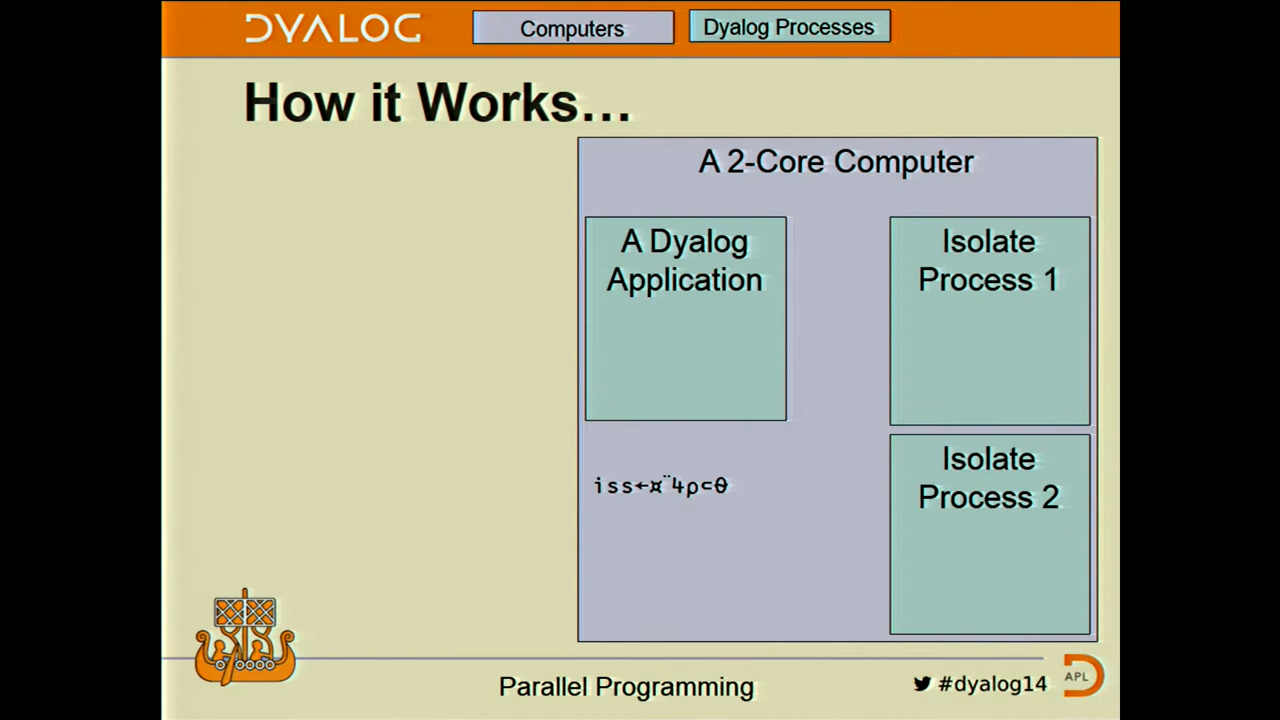 DYALOG
Computers
Dyalog Processes
How it Works...
A 2-Core Computer
A Dyalog
Application
Isolate
Process 1
iss←¤¨4⍴⊂⍬
Isolate
Process 2
Parallel Programming
#dyalog14
APL